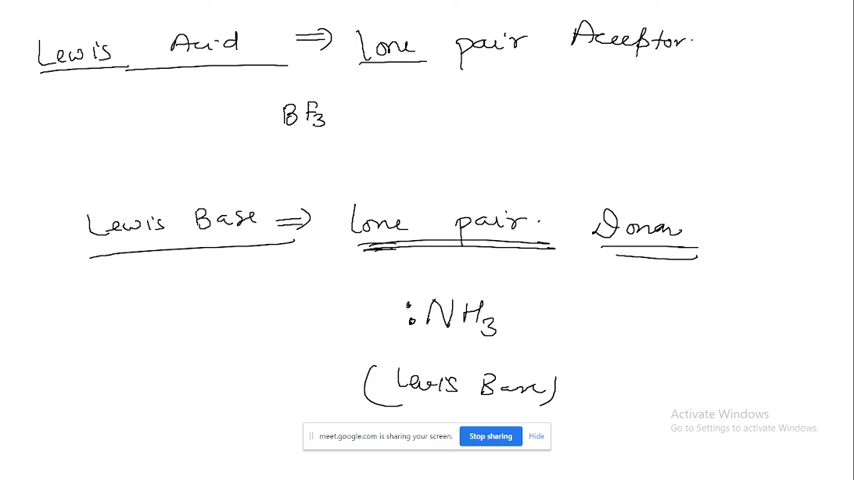 Lewis Acid ⇒ lone pair Acceptor.
BF3
Lewis Base ⇒ lone pair. Donar
:NH3
(Lewis Base)
meet.google.com is sharing your screen. Stop sharing Hide
Activate Windows
Go to Settings to activate Windows.